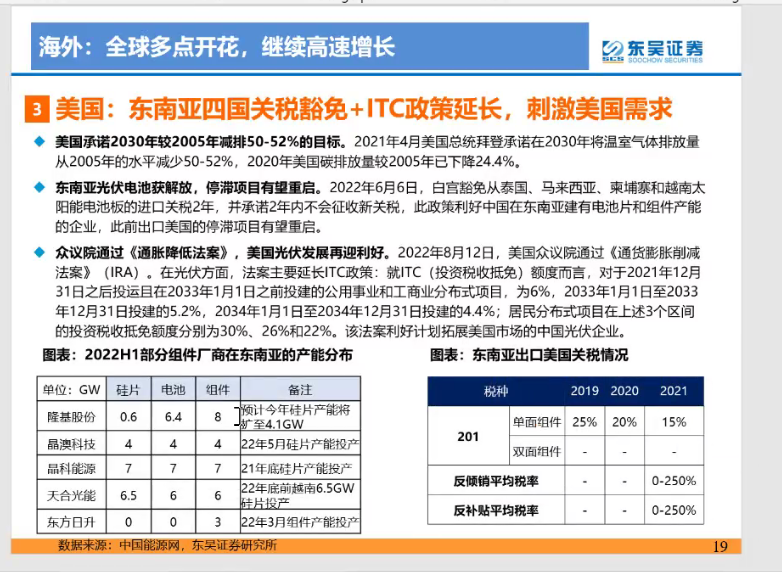 海外：全球多点开花，继续高速增长
东吴证券
SCS SOOCHOW SECURITIES
3 美国：东南亚四国关税豁免+ITC政策延长，刺激美国需求
美国承诺2030年较2005年减排50-52%的目标。2021年4月美国总统拜登承诺在2030年将温室气体排放量
从2005年的水平减少50-52%，2020年美国碳排放量较2005年已下降24.4%。
东南亚光伏电池获解放，停滞项目有望重启。2022年6月6日，白宫豁免从泰国、马来西亚、柬埔寨和越南太
阳能电池板的进口关税2年，并承诺2年内不会征收新关税，此政策利好中国在东南亚建有电池片和组件产能
的企业，此前出口美国的停滞项目有望重启。
众议院通过《通胀降低法案》，美国光伏发展再迎利好。2022年8月12日，美国众议院通过《通货膨胀削减
法案》（IRA）。在光伏方面，法案主要延长ITC政策：就ITC（投资税收抵免）额度而言，对于2021年12月
31日之后投运且在2033年1月1日之前投建的公用事业和工商业分布式项目，为6%，2033年1月1日至2033
年12月31日投建的5.2%，2034年1月1日至2034年12月31日投建的4.4%；居民分布式项目在上述3个区间
的投资税收抵免额度分别为30%、26%和22%。该法案利好计划拓展美国市场的中国光伏企业。
图表：2022H1部分组件厂商在东南亚的产能分布
单位：GW 硅片 电池 组件 备注
隆基股份 0.6 6.4 8 预计今年硅片产能将
扩至4.1GW
晶澳科技 4 4 4 22年5月硅片产能投产
晶科能源 7 7 7 21年底硅片产能投产
天合光能 6.5 6 6 22年底前越南6.5GW
硅片投产
东方日升 0 0 3 22年3月组件产能投产
图表：东南亚出口美国关税情况
税种 2019 2020 2021
201 单面组件 25% 20% 15%
双面组件 - - -
反倾销平均税率 - - 0-250%
反补贴平均税率 - - 0-250%
数据来源：中国能源网，东吴证券研究所
19